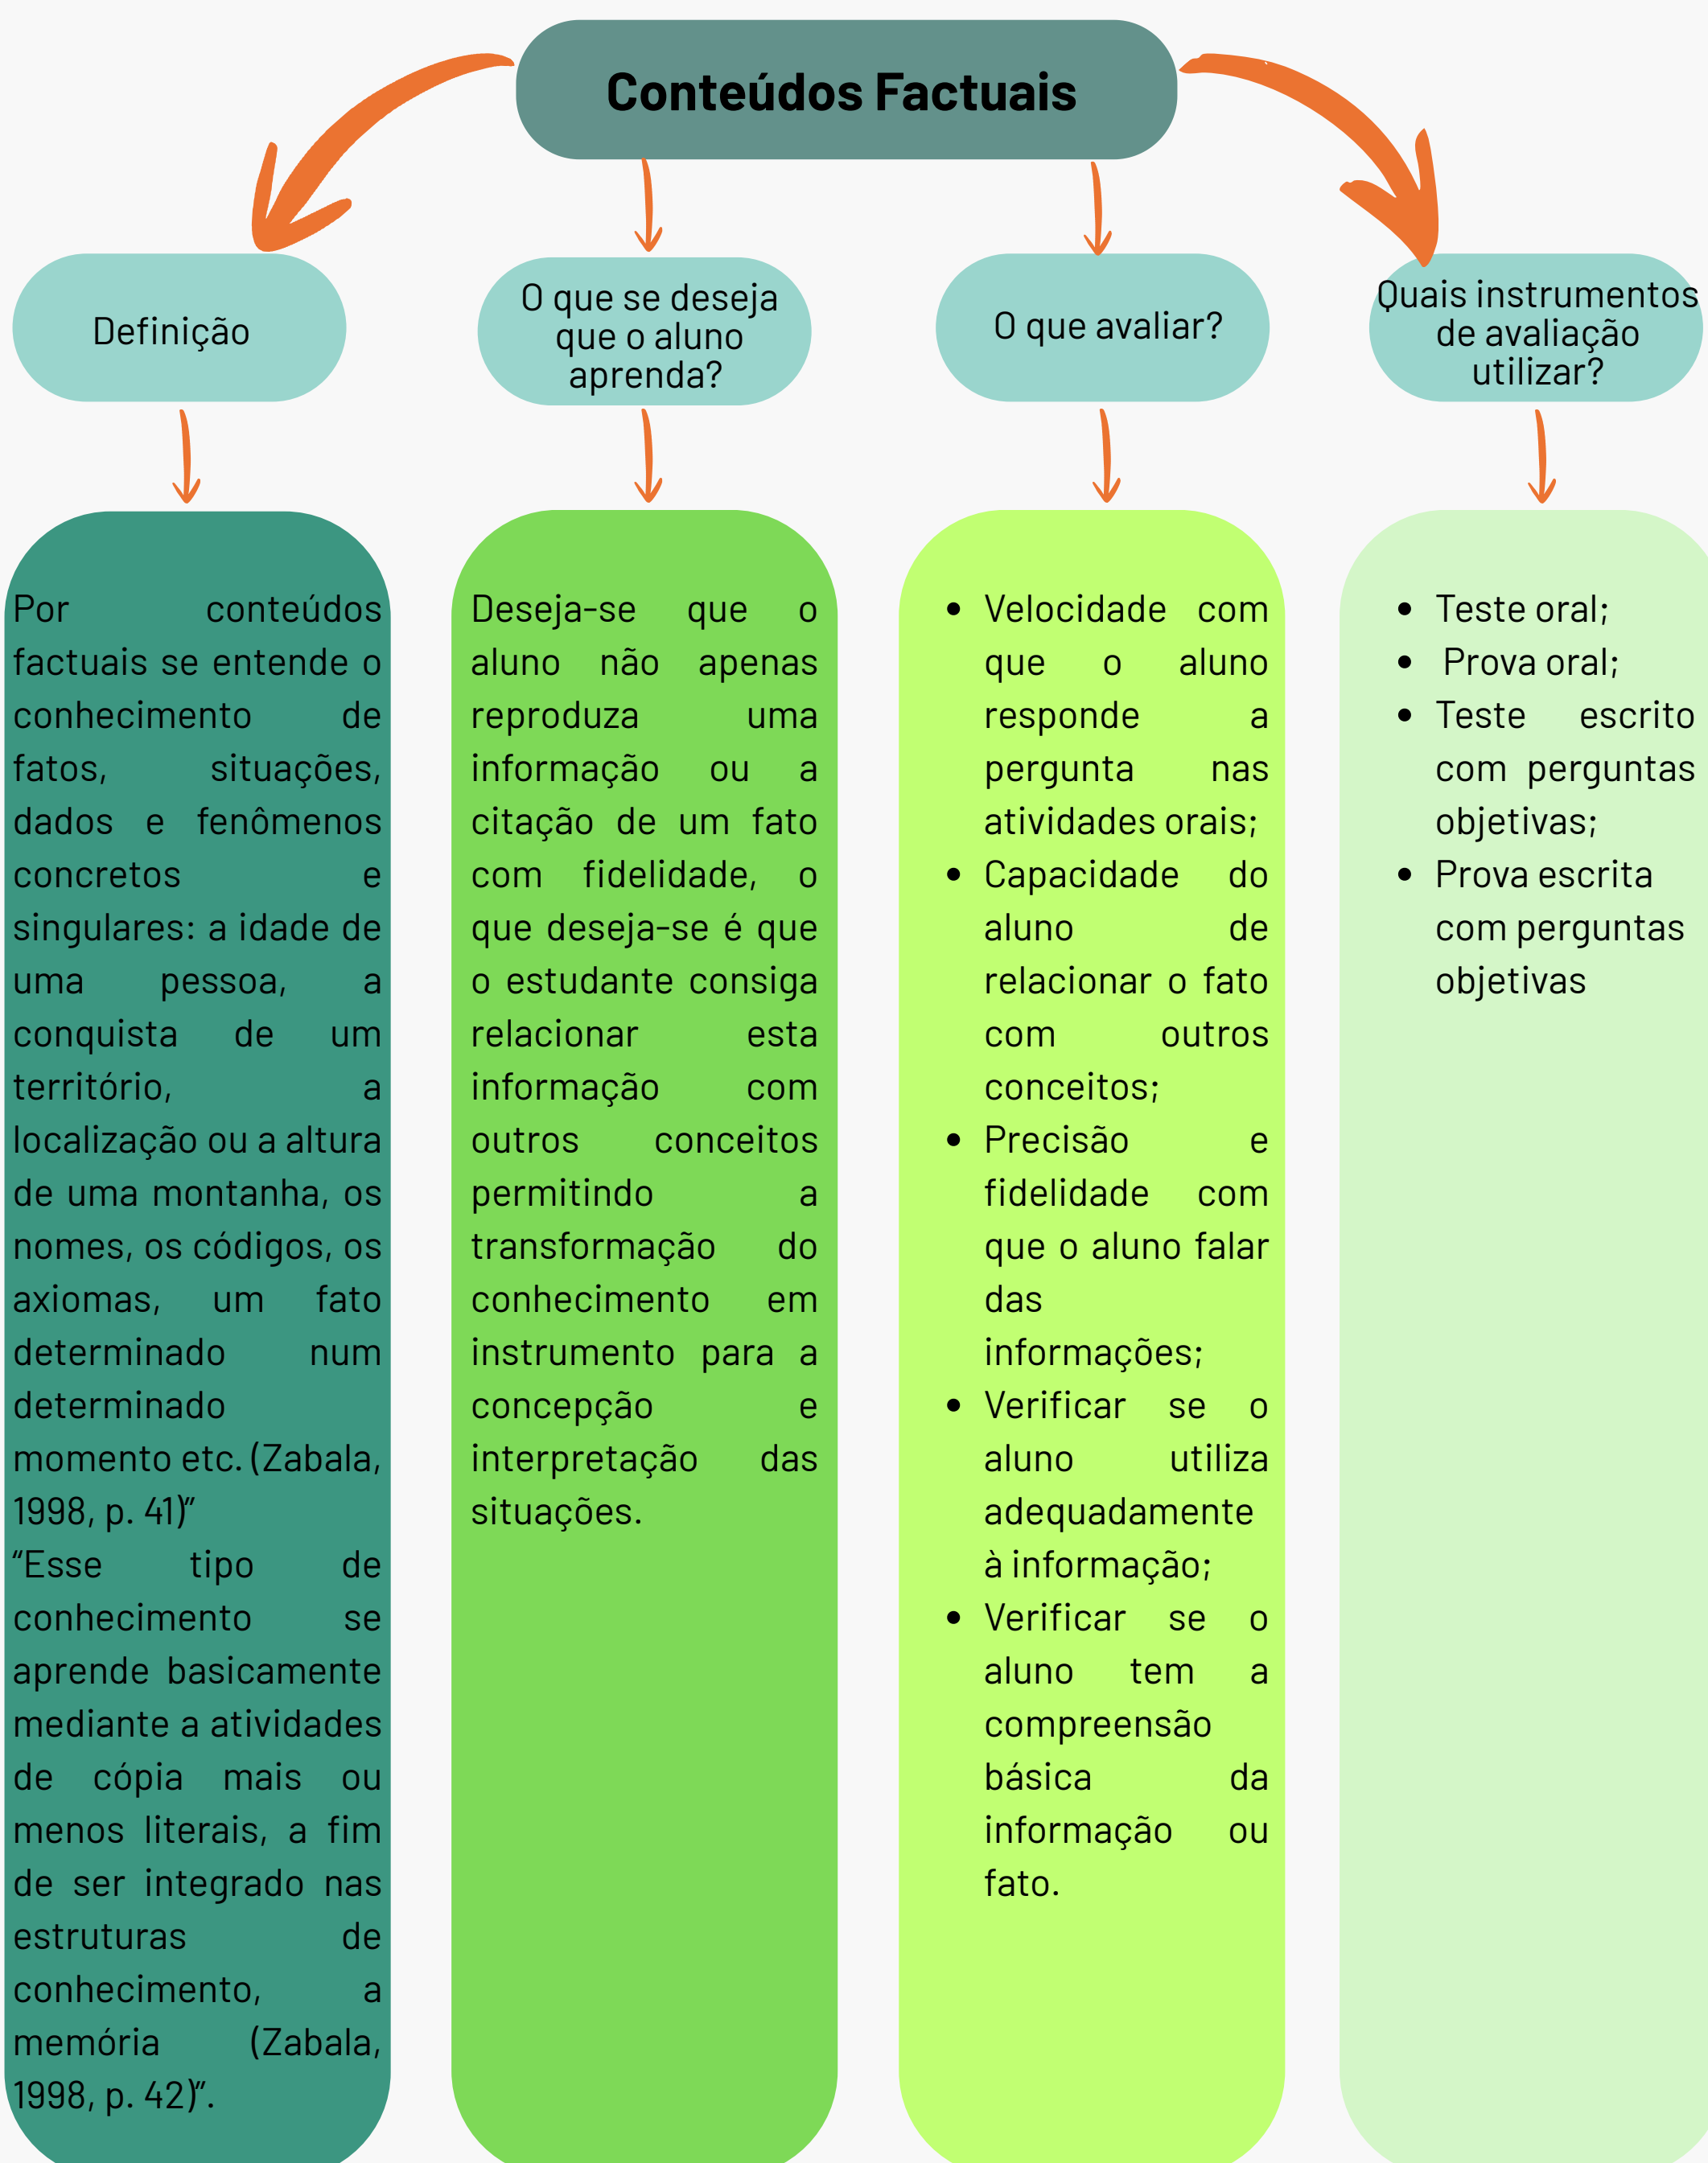 Conteúdos Factuais
Definição
O que se deseja
que o aluno
aprenda?
O que avaliar?
Quais instrumentos
de avaliação
utilizar?
Por conteúdos
factuais se entende o
conhecimento de
fatos, situações,
dados e fenômenos
concretos e
singulares: a idade de
uma pessoa, a
conquista de um
território, a
localização ou a altura
de uma montanha, os
nomes, os códigos, os
axiomas, um fato
determinado num
determinado
momento etc. (Zabala,
1998, p. 41)”
“Esse tipo de
conhecimento se
aprende basicamente
mediante a atividades
de cópia mais ou
menos literais, a fim
de ser integrado nas
estruturas de
conhecimento, a
memória (Zabala,
1998, p. 42)”.
Deseja-se que o
aluno não apenas
reproduza uma
informação ou a
citação de um fato
com fidelidade, o
que deseja-se é que
o estudante consiga
relacionar esta
informação com
outros conceitos
permitindo a
transformação do
conhecimento em
instrumento para a
concepção e
interpretação das
situações.
• Velocidade com
que o aluno
responde a
pergunta nas
atividades orais;
• Capacidade do
aluno de
relacionar o fato
com outros
conceitos;
• Precisão e
fidelidade com
que o aluno falar
das
informações;
• Verificar se o
aluno utiliza
adequadamente
à informação;
• Verificar se o
aluno tem a
compreensão
básica da
informação ou
fato.
• Teste oral;
• Prova oral;
• Teste escrito
com perguntas
objetivas;
• Prova escrita
com perguntas
objetivas